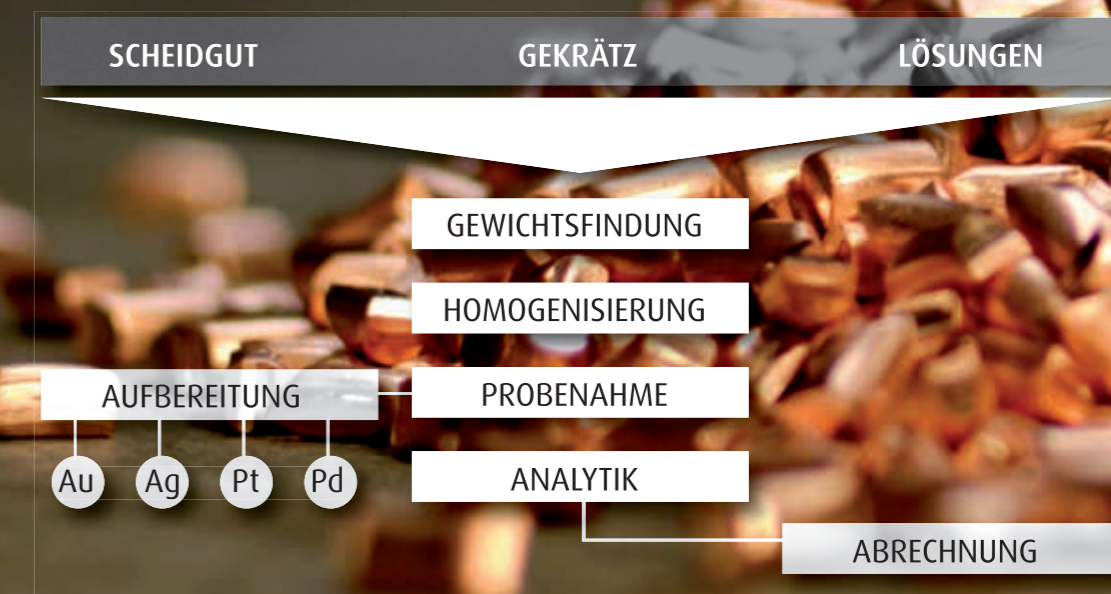 SCHEIDGUT GEKRÄTZ LÖSUNGEN
GEWICHTSFINDUNG
HOMOGENISIERUNG
AUFBEREITUNG PROBENAHME
Au Ag Pt Pd ANALYTIK
ABRECHNUNG